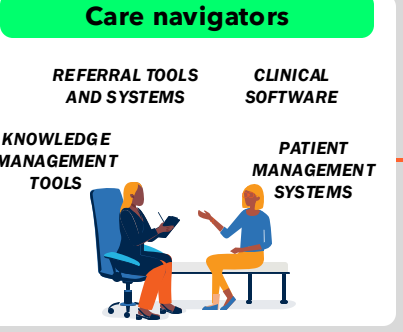 Care navigators
REFERRAL TOOLS
AND SYSTEMS
CLINICAL
SOFTWARE
KNOWLEDGE
MANAGEMENT
TOOLS
PATIENT
MANAGEMENT
SYSTEMS